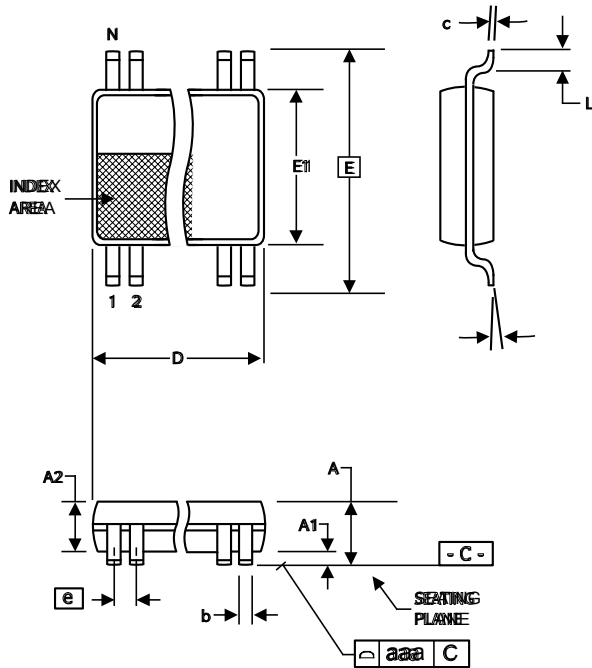 N
c
L
E1
E
INDEX
AREA
1 2
D
A2
A
A1
- C -
e
b
SEATING
PLANE
aaa C